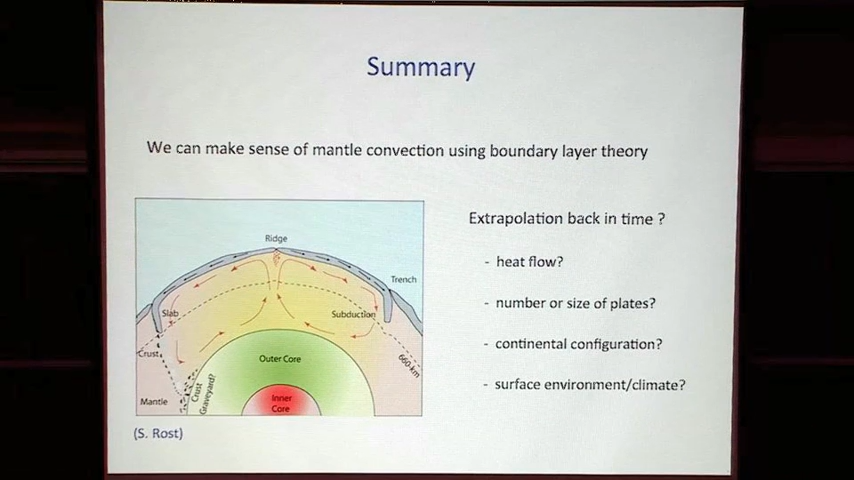 Summary
We can make sense of mantle convection using boundary layer theory
Ridge
Trench
Slab
Subduction
Crust
660-km
Outer Core
Crust
Graveyard?
Mantle
Inner
Core
(S. Rost)
Extrapolation back in time ?
- heat flow?
- number or size of plates?
- continental configuration?
- surface environment/climate?